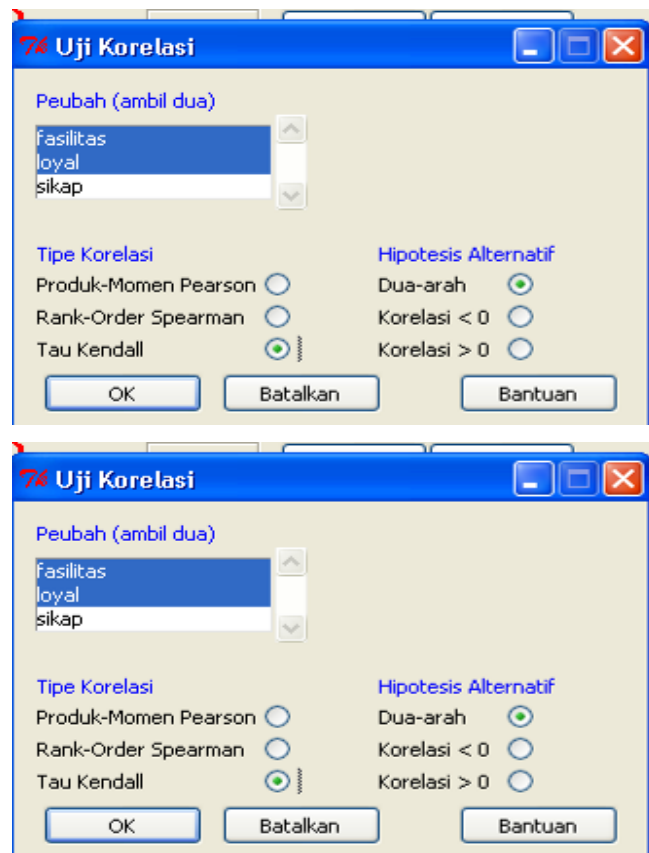 Uji Korelasi
Peubah (ambil dua)
fasilitas
loyal
sikap
Tipe Korelasi Hipotesis Alternatif
Produk-Momen Pearson Dua-arah
Rank-Order Spearman Korelasi < 0
Tau Kendall Korelasi > 0
OK Batalkan Bantuan
Uji Korelasi
Peubah (ambil dua)
fasilitas
loyal
sikap
Tipe Korelasi Hipotesis Alternatif
Produk-Momen Pearson Dua-arah
Rank-Order Spearman Korelasi < 0
Tau Kendall Korelasi > 0
OK Batalkan Bantuan